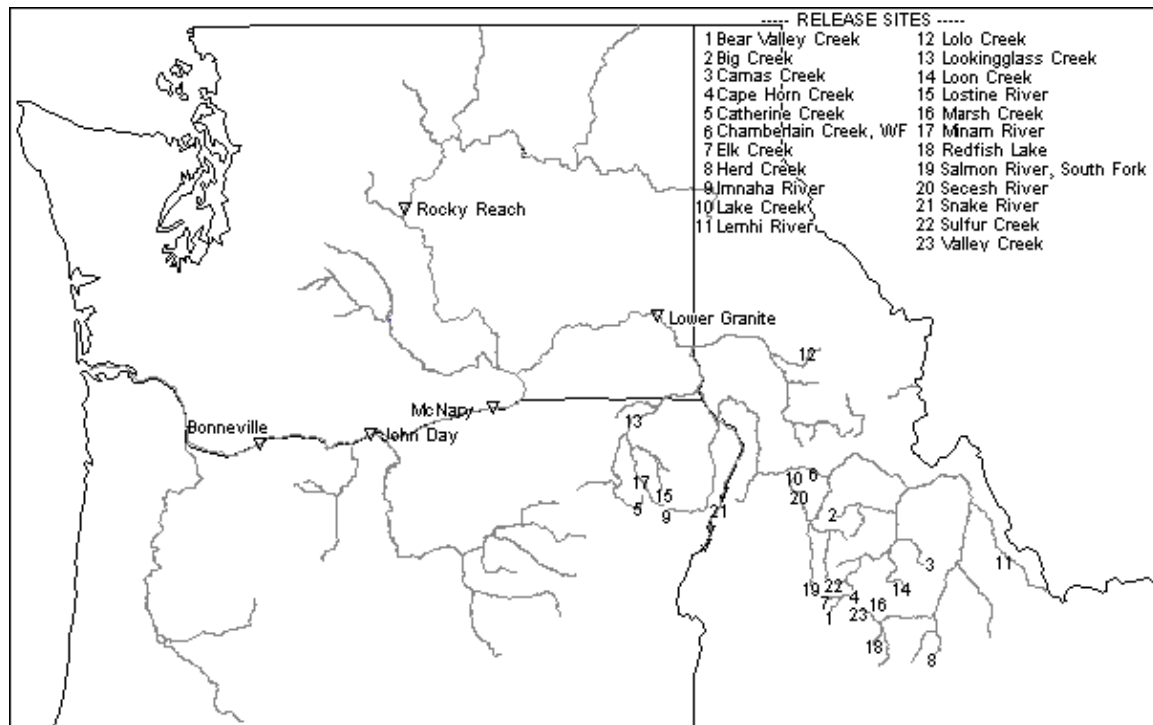 ----- RELEASE SITES -----
1 Bear Valley Creek
2 Big Creek
3 Camas Creek
4 Cape Horn Creek
5 Catherine Creek
6 Chamberlain Creek, WF
7 Elk Creek
8 Herd Creek
9 Imnaha River
10 Lake Creek
11 Lemhi River
12 Lolo Creek
13 Lookingglass Creek
14 Loon Creek
15 Lostine River
16 Marsh Creek
17 Minam River
18 Redfish Lake
19 Salmon River, South Fork
20 Secesh River
21 Snake River
22 Sulfur Creek
23 Valley Creek
Rocky Reach
Lower Granite
12
McNary
Bonneville
John Day
13
10
6
17
15
20
5
9
21
2
11
3
19
22
14
7
4
16
1
23
18
8